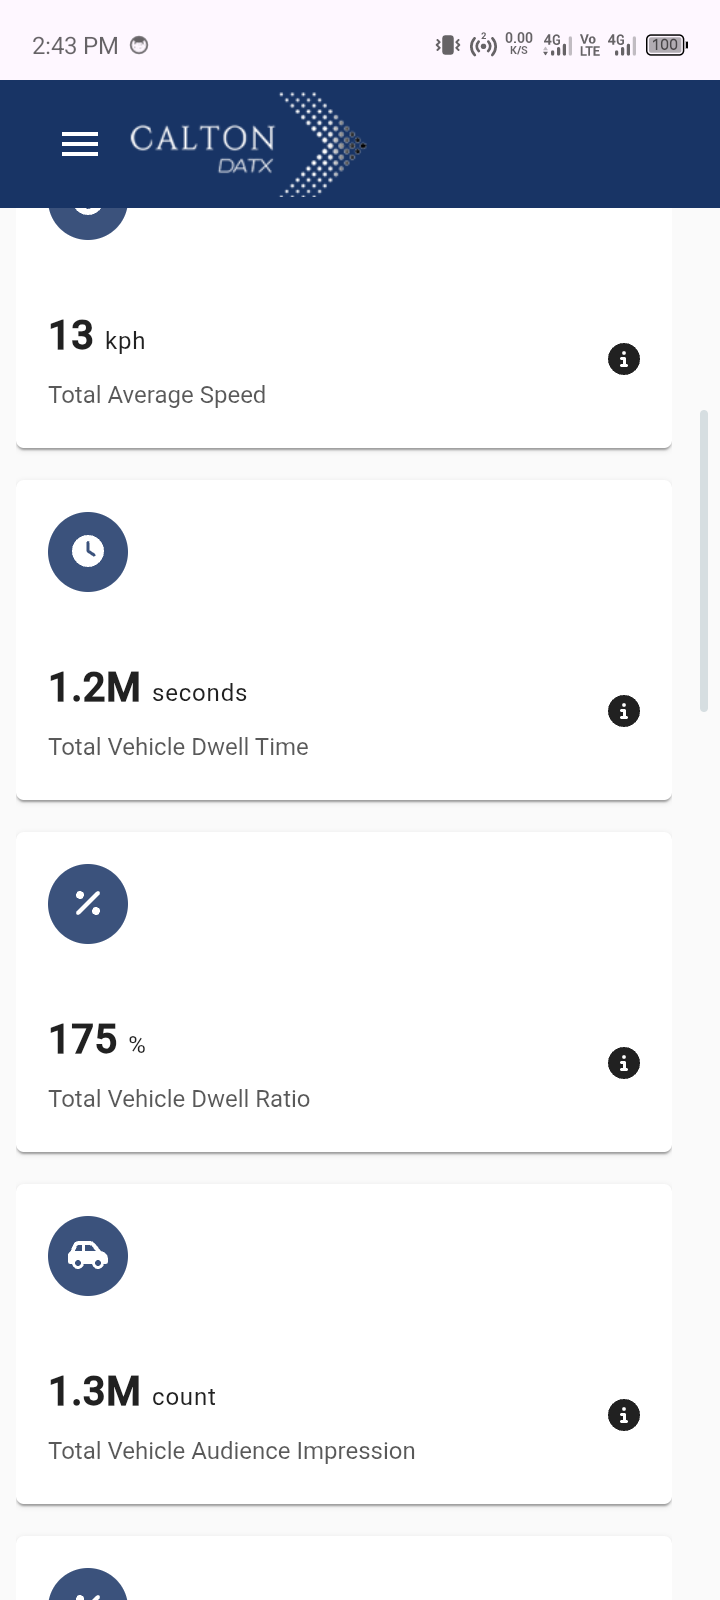 2:43 PM
2
0.00
K/S
4G
Vo
LTE
4G
100
CALTON
DATX
13 kph
Total Average Speed
1.2M seconds
Total Vehicle Dwell Time
175 %
Total Vehicle Dwell Ratio
1.3M count
Total Vehicle Audience Impression